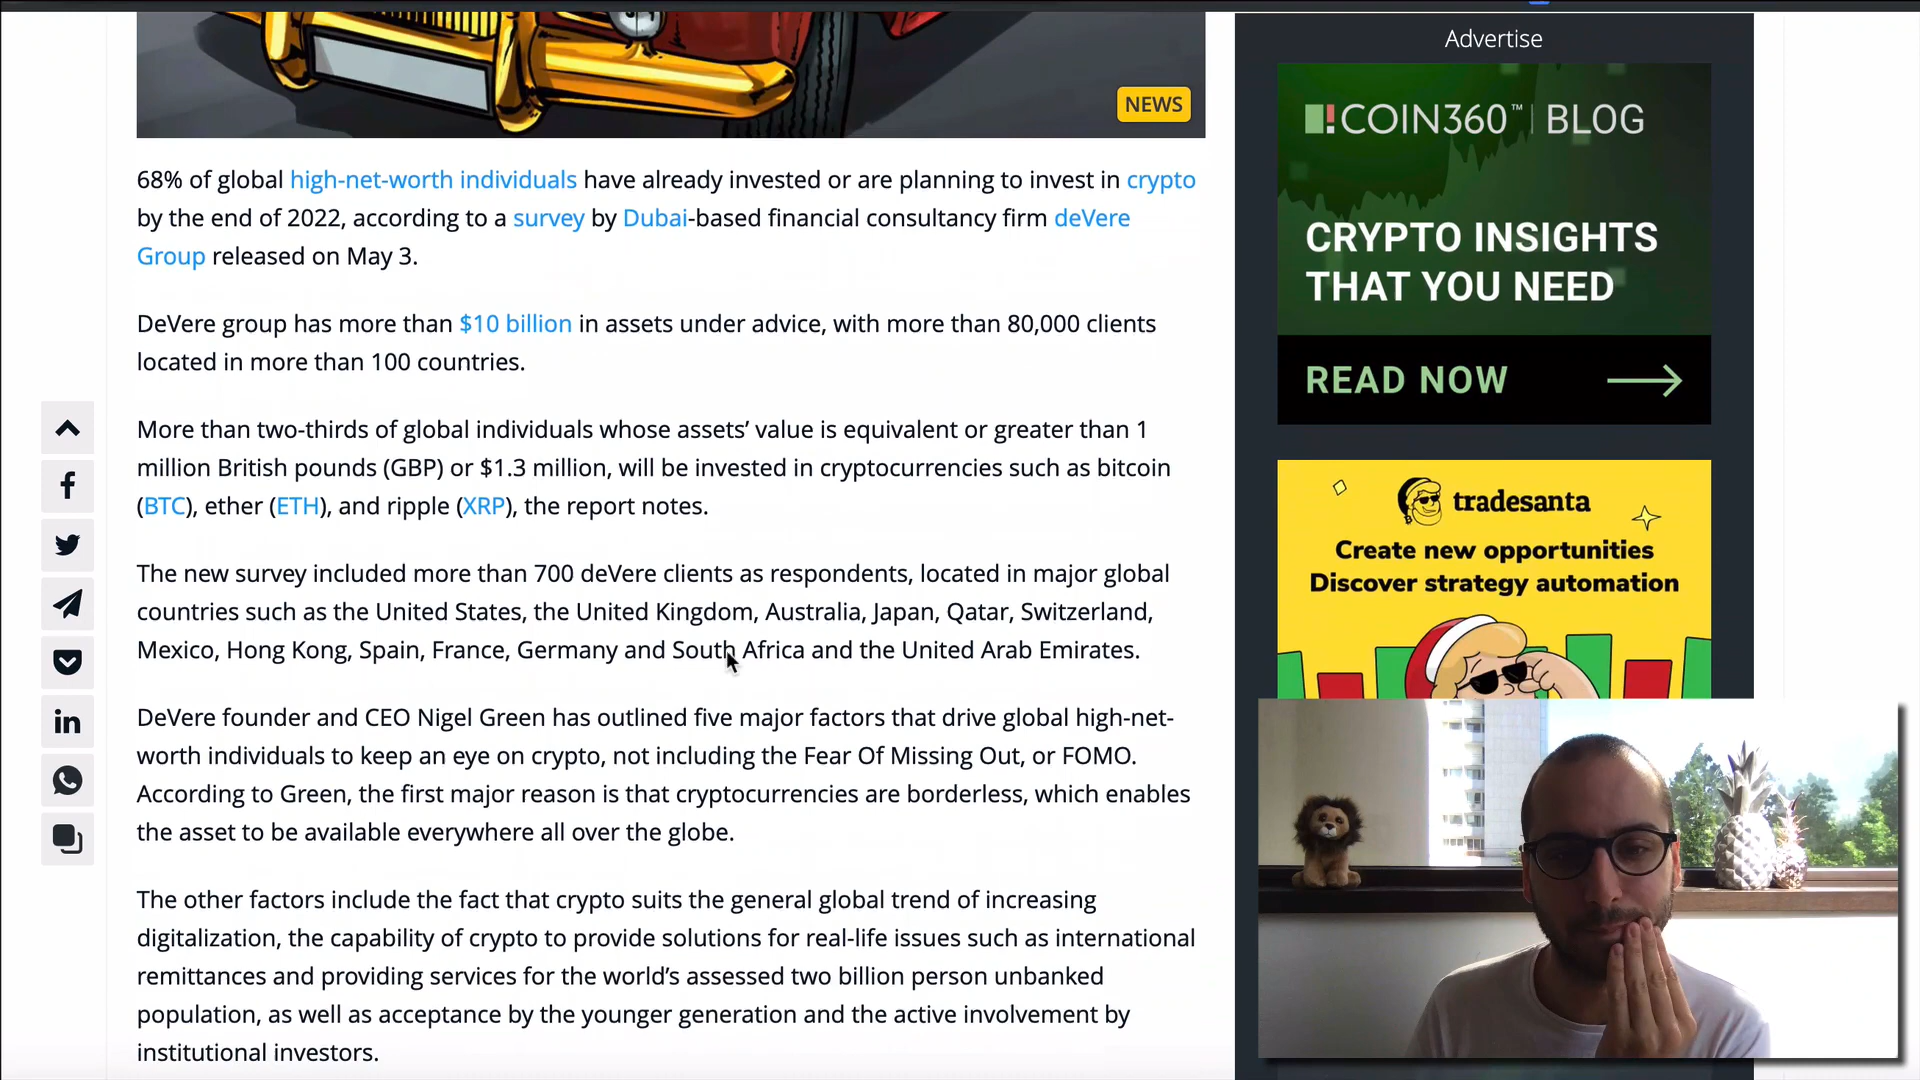 NEWS
68% of global high-net-worth individuals have already invested or are planning to invest in crypto
by the end of 2022, according to a survey by Dubai-based financial consultancy firm deVere
Group released on May 3.
DeVere group has more than $10 billion in assets under advice, with more than 80,000 clients
located in more than 100 countries.
More than two-thirds of global individuals whose assets’ value is equivalent or greater than 1
million British pounds (GBP) or $1.3 million, will be invested in cryptocurrencies such as bitcoin
(BTC), ether (ETH), and ripple (XRP), the report notes.
The new survey included more than 700 deVere clients as respondents, located in major global
countries such as the United States, the United Kingdom, Australia, Japan, Qatar, Switzerland,
Mexico, Hong Kong, Spain, France, Germany and South Africa and the United Arab Emirates.
DeVere founder and CEO Nigel Green has outlined five major factors that drive global high-net-
worth individuals to keep an eye on crypto, not including the Fear Of Missing Out, or FOMO.
According to Green, the first major reason is that cryptocurrencies are borderless, which enables
the asset to be available everywhere all over the globe.
The other factors include the fact that crypto suits the general global trend of increasing
digitalization, the capability of crypto to provide solutions for real-life issues such as international
remittances and providing services for the world’s assessed two billion person unbanked
population, as well as acceptance by the younger generation and the active involvement by
institutional investors.
Advertise
COIN360™ | BLOG
CRYPTO INSIGHTS
THAT YOU NEED
READ NOW
tradesanta
Create new opportunities
Discover strategy automation